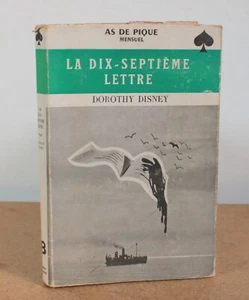 AS DE PIQUE
MENSUEL
LA DIX-SEPTIÈME
LETTRE
DOROTHY DISNEY